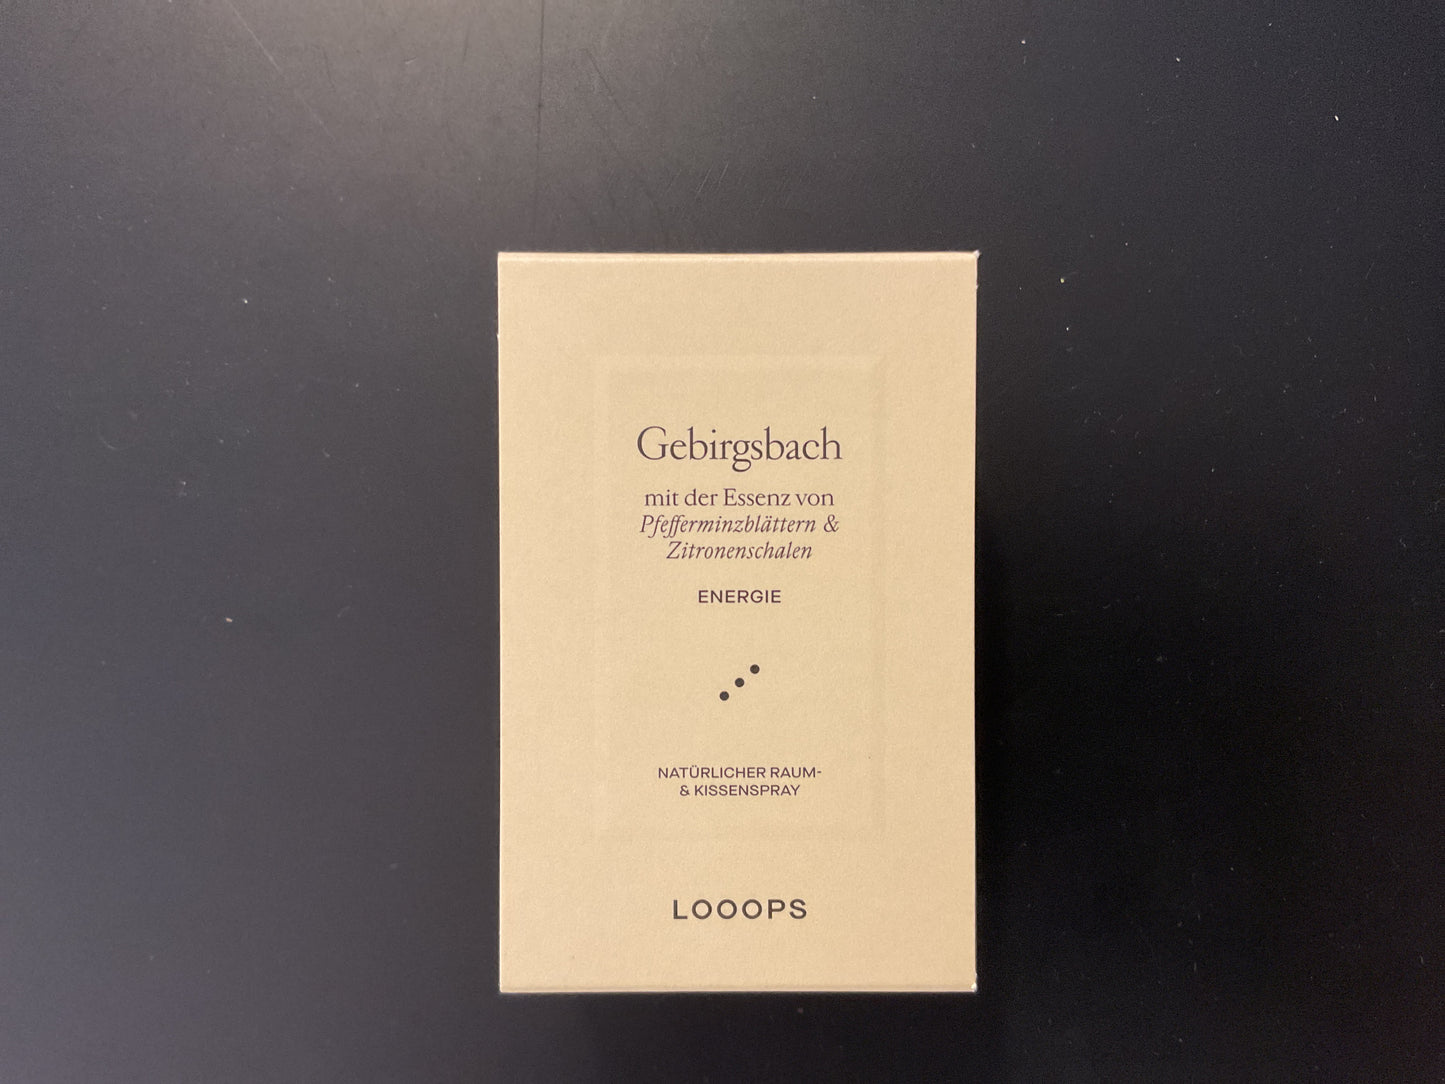 Gebirgsbach
mit der Essenz von
Pfefferminzblättern &
Zitronenschalen
ENERGIE
NATÜRLICHER RAUM-
& KISSENSPRAY
LOOOPS